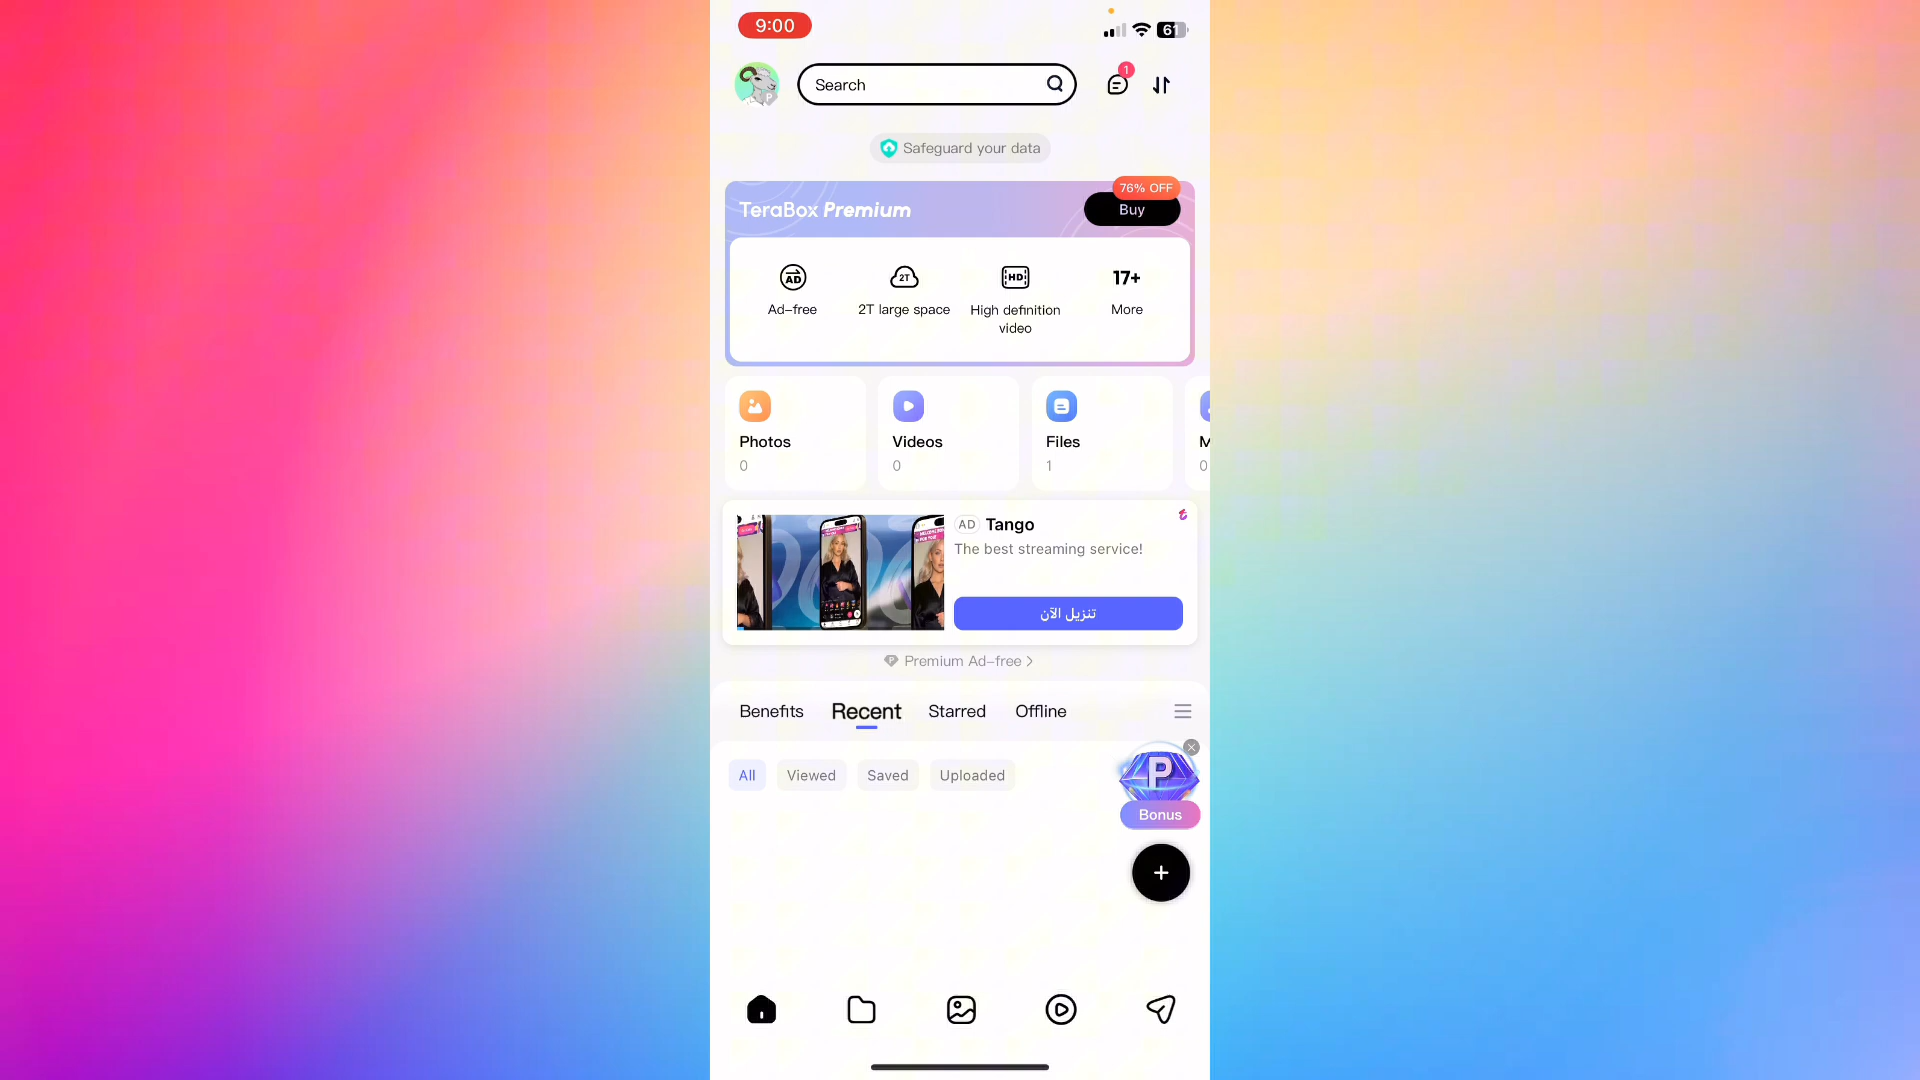 9:00
61
Search
1
Safeguard your data
76% OFF
TeraBox Premium
Buy
AD
2T
HD
17+
Ad-free
2T large space
High definition
video
More
Photos
Videos
Files
M
0
0
1
0
AD Tango
The best streaming service!
تنزيل الآن
Premium Ad-free >
Benefits
Recent
Starred
Offline
All
Viewed
Saved
Uploaded
P
Bonus